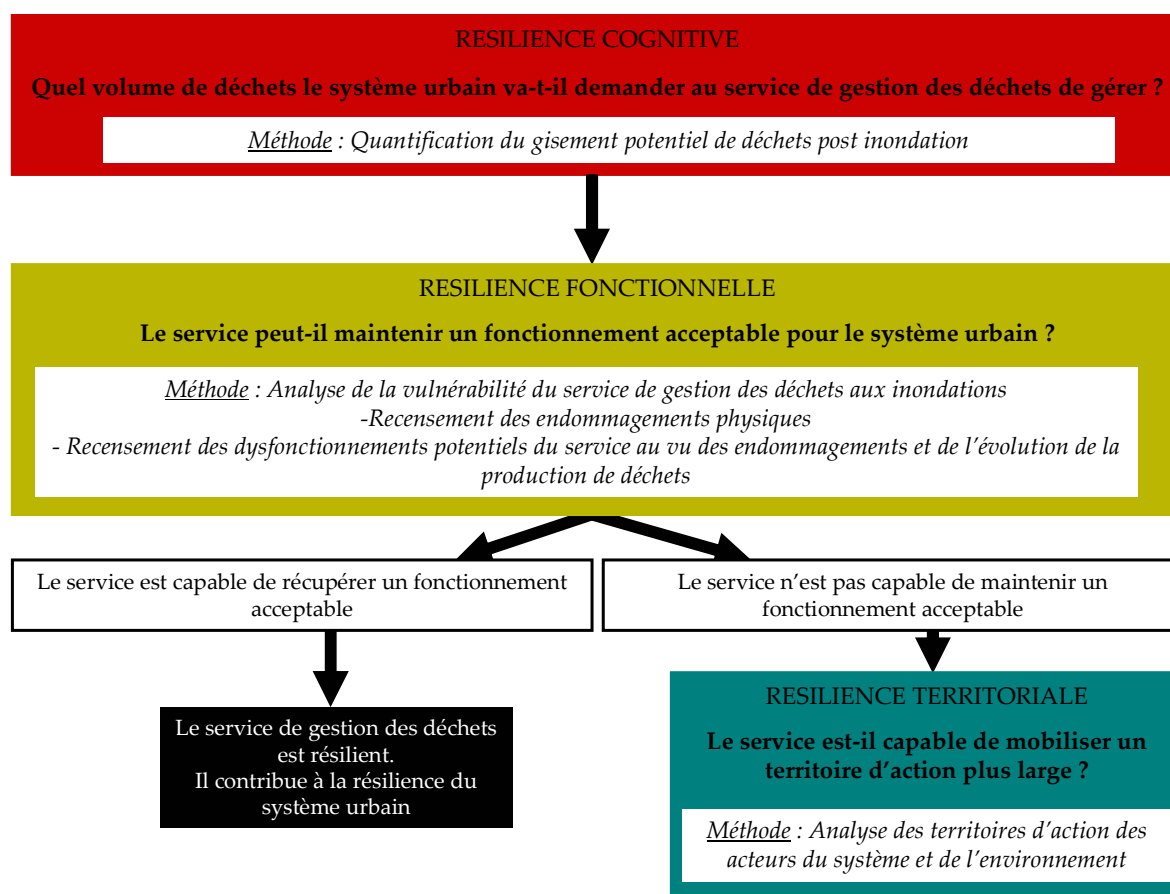 RESILIENCE COGNITIVE
Quel volume de déchets le système urbain va-t-il demander au service de gestion des déchets de gérer ?
Méthode : Quantification du gisement potentiel de déchets post inondation
RESILIENCE FONCTIONNELLE
Le service peut-il maintenir un fonctionnement acceptable pour le système urbain ?
Méthode : Analyse de la vulnérabilité du service de gestion des déchets aux inondations
-Recensement des endommagements physiques
- Recensement des dysfonctionnements potentiels du service au vu des endommagements et de l'évolution de la
production de déchets
Le service est capable de récupérer un fonctionnement
acceptable
Le service n'est pas capable de maintenir un
fonctionnement acceptable
Le service de gestion des déchets
est résilient.
Il contribue à la résilience du
système urbain
RESILIENCE TERRITORIALE
Le service est-il capable de mobiliser un
territoire d'action plus large ?
Méthode : Analyse des territoires d'action des
acteurs du système et de l'environnement